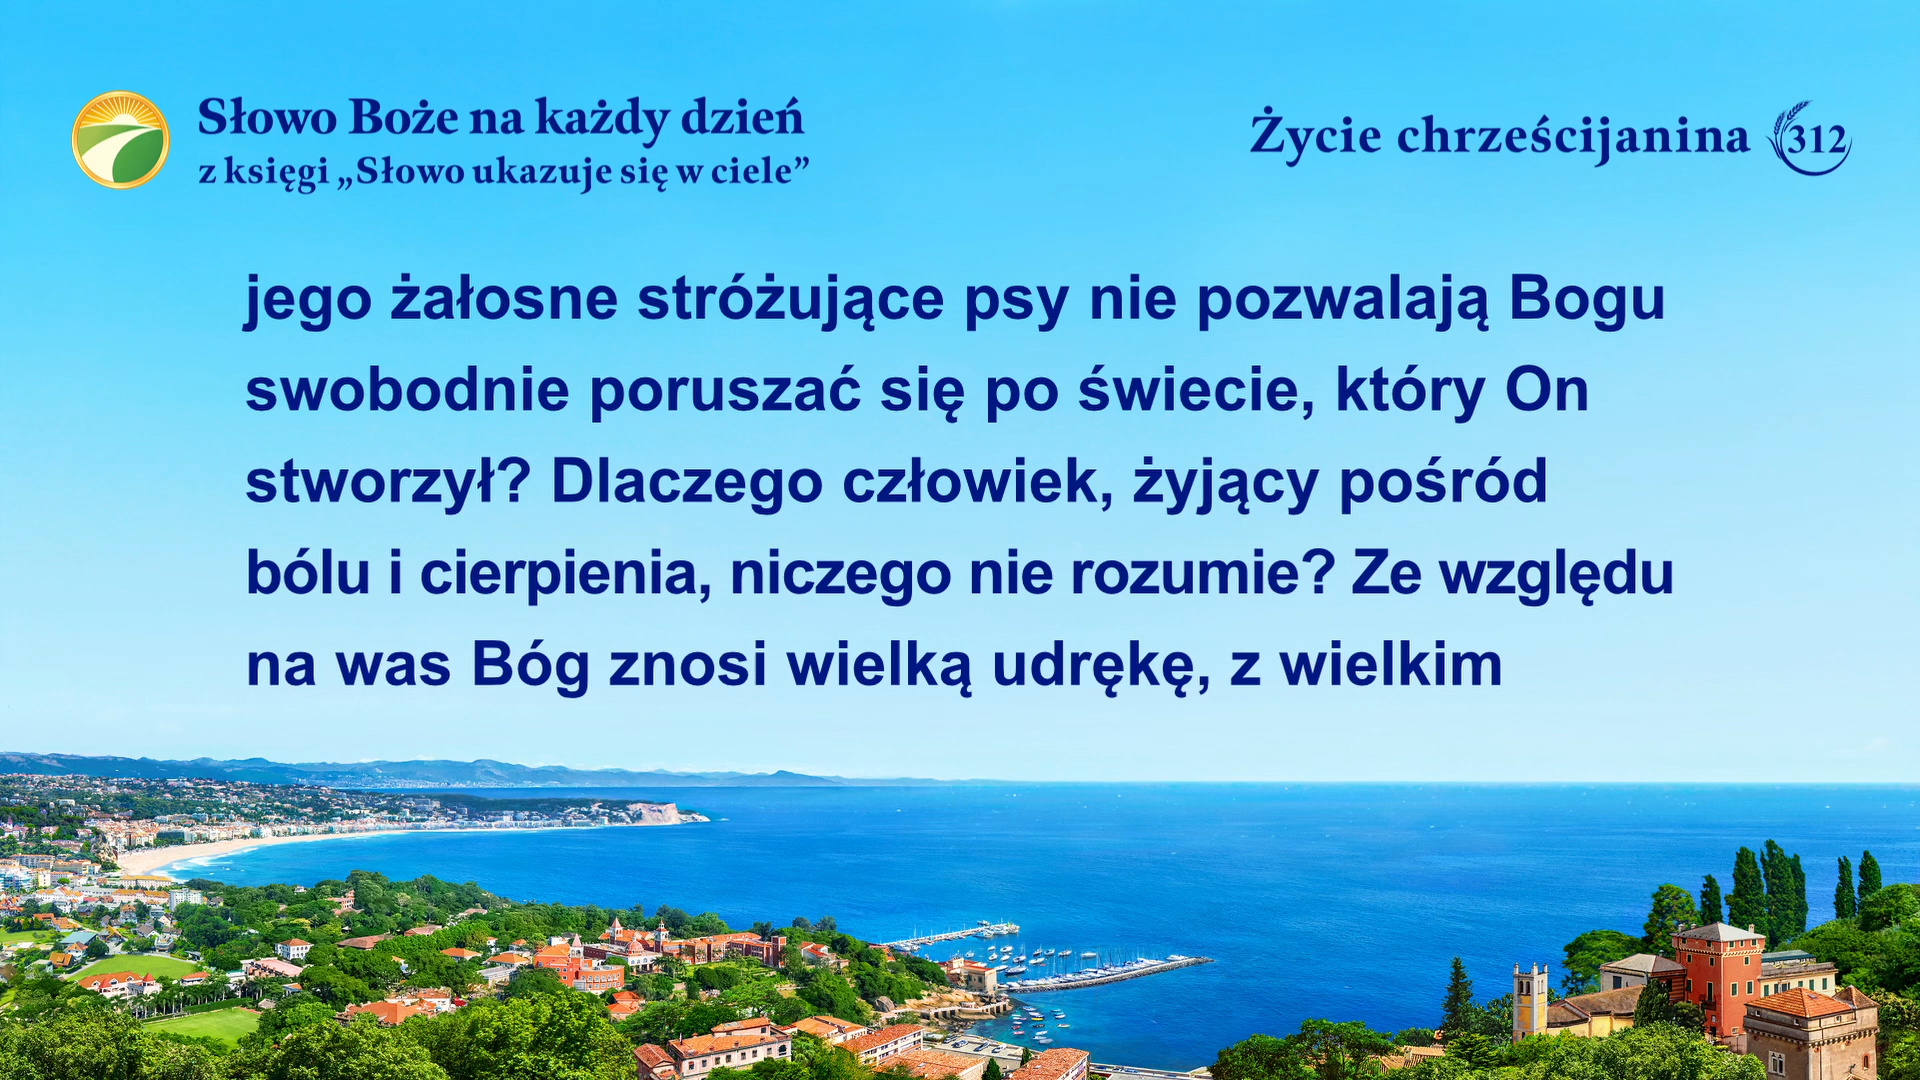 Słowo Boże na każdy dzień
z księgi „Słowo ukazuje się w ciele”
Życie chrześcijanina 312
jego żałosne stróżujące psy nie pozwalają Bogu
swobodnie poruszać się po świecie, który On
stworzył? Dlaczego człowiek, żyjący pośród
bólu i cierpienia, niczego nie rozumie? Ze względu
na was Bóg znosi wielką udrękę, z wielkim